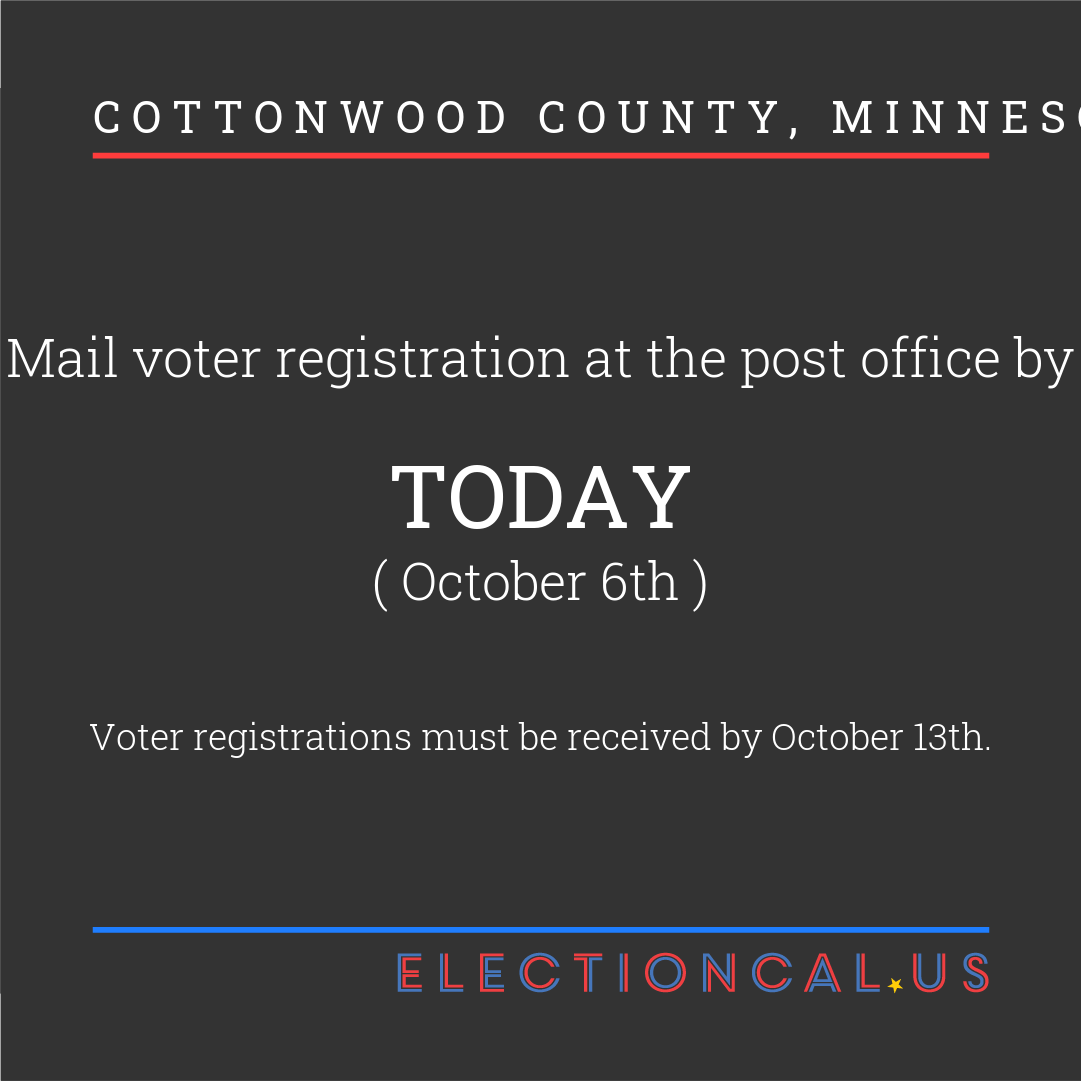 COTTONWOOD COUNTY, MINNESO
Mail voter registration at the post office by
TODAY
( October 6th )
Voter registrations must be received by October 13th.
ELECTIONCAL.US